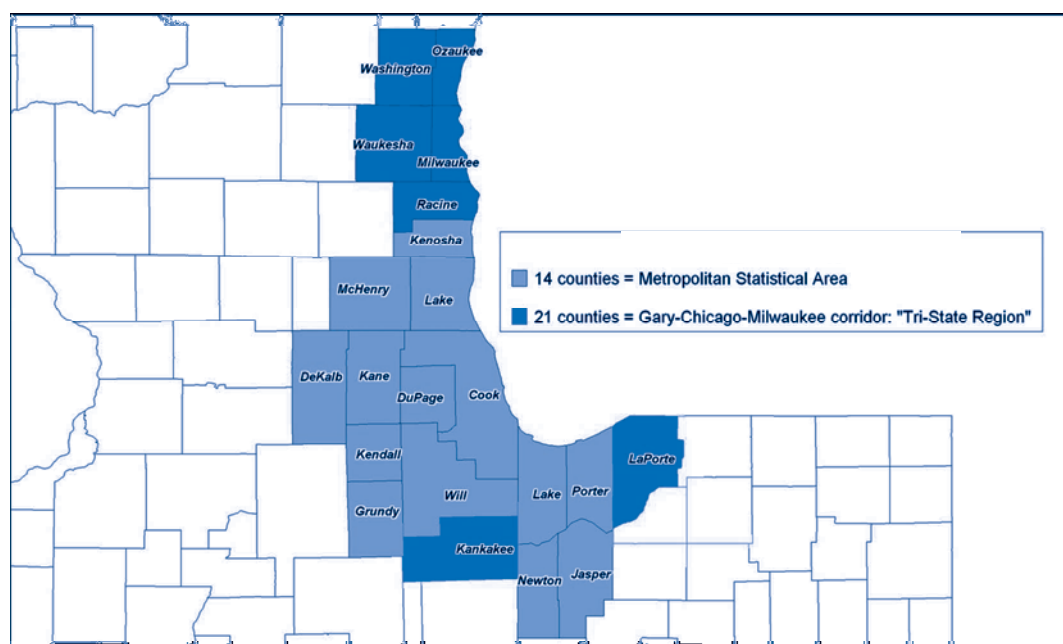 Ozaukee
Washington
Waukesha
Milwaukee
Racine
Kenosha
McHenry
Lake
14 counties = Metropolitan Statistical Area
21 counties = Gary-Chicago-Milwaukee corridor: "Tri-State Region"
DeKalb
Kane
DuPage
Cook
Kendall
LaPorte
Will
Lake
Porter
Grundy
Kankakee
Newton
Jasper